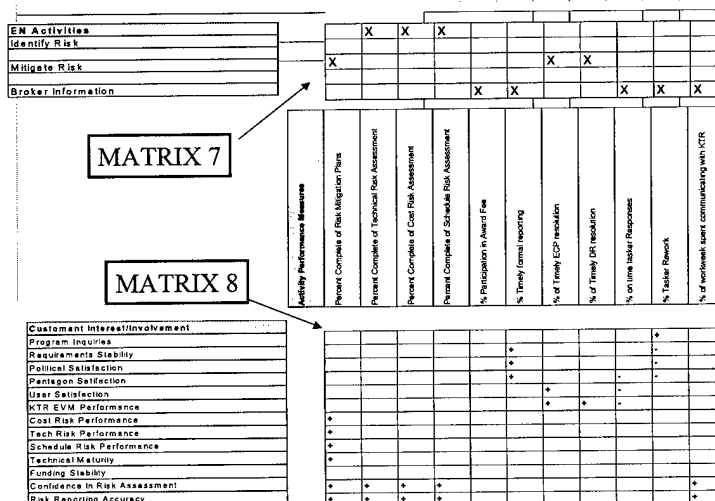 EN Activities X X X
Identify Risk
Mitigate Risk X X X
Broker Information X X X X X
MATRIX 7
Activity Performance Measures
Percent Complete of Risk Mitigation Plans
Percent Complete of Technical Risk Assessment
Percent Complete of Cost Risk Assessment
Percent Complete of Schedule Risk Assessment
% Participation in Award Fee
% Timely formal reporting
% of Timely ECP resolution
% of Timely DR resolution
% on time tasker Responses
% Tasker Rework
% of workweek spent communicating with KTR
MATRIX 8
Customent Interest/Involvement
Program Inquiries +
Requirements Stability + -
Political Satisfaction + -
Pentagon Satifaction + - -
User Satisfaction + -
KTR EVM Performance + + -
Cost Risk Performance +
Tech Risk Performance +
Schedule Risk Performance +
Technical Maturity +
Funding Stability
Confidence In Risk Assessment + + + + +
Risk Reporting Accuracy + + + + +